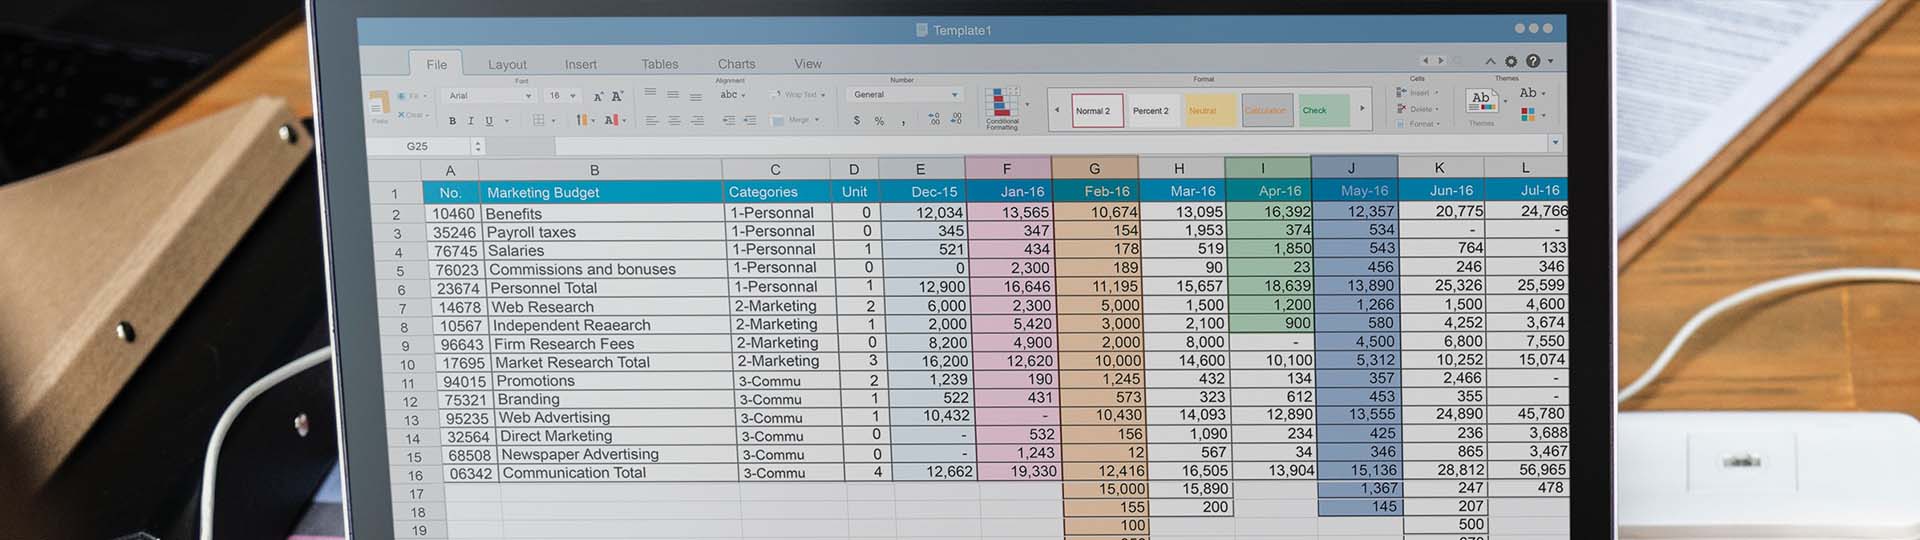 Template1
File Layout Insert Tables Charts View
Font Alignment Number Format Cells Themes
Arial 16 A A abc Wrap Text General Normal 2 Percent 2 Neutral Calculation Check Insert Delete Format Ab Ab
Paste Fill Clear B I U A Merge $ % , .00 .00 Conditional Formatting Themes
G25
A B C D E F G H I J K L
1 No. Marketing Budget Categories Unit Dec-15 Jan-16 Feb-16 Mar-16 Apr-16 May-16 Jun-16 Jul-16
2 10460 Benefits 1-Personnal 0 12,034 13,565 10,674 13,095 16,392 12,357 20,775 24,766
3 35246 Payroll taxes 1-Personnal 0 345 347 154 1,953 374 534 - -
4 76745 Salaries 1-Personnal 1 521 434 178 519 1,850 543 764 133
5 76023 Commissions and bonuses 1-Personnal 0 0 2,300 189 90 23 456 246 346
6 23674 Personnel Total 1-Personnal 1 12,900 16,646 11,195 15,657 18,639 13,890 25,326 25,599
7 14678 Web Research 2-Marketing 2 6,000 2,300 5,000 1,500 1,200 1,266 1,500 4,600
8 10567 Independent Reaearch 2-Marketing 1 2,000 5,420 3,000 2,100 900 580 4,252 3,674
9 96643 Firm Research Fees 2-Marketing 0 8,200 4,900 2,000 8,000 - 4,500 6,800 7,550
10 17695 Market Research Total 2-Marketing 3 16,200 12,620 10,000 14,600 10,100 5,312 10,252 15,074
11 94015 Promotions 3-Commu 2 1,239 190 1,245 432 134 357 2,466 -
12 75321 Branding 3-Commu 1 522 431 573 323 612 453 355 -
13 95235 Web Advertising 3-Commu 1 10,432 - 10,430 14,093 12,890 13,555 24,890 45,780
14 32564 Direct Marketing 3-Commu 0 - 532 156 1,090 234 425 236 3,688
15 68508 Newspaper Advertising 3-Commu 0 - 1,243 12 567 34 346 865 3,467
16 06342 Communication Total 3-Commu 4 12,662 19,330 12,416 16,505 13,904 15,136 28,812 56,965
17 15,000 15,890 1,367 247 478
18 155 200 145 207
19 100 500